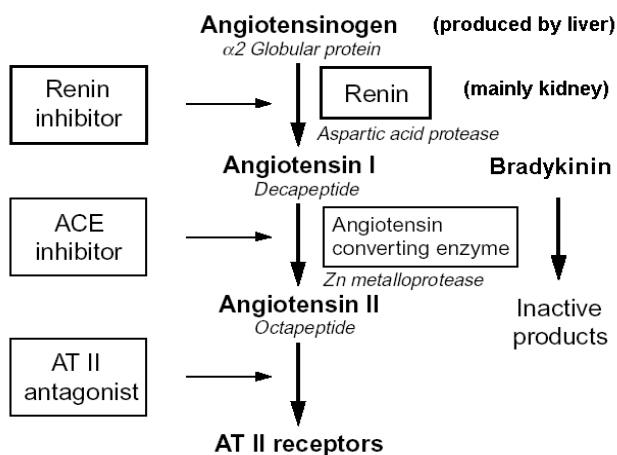 Angiotensinogen (produced by liver)
α2 Globular protein
Renin
inhibitor
Renin
(mainly kidney)
Aspartic acid protease
Angiotensin I
Decapeptide
Bradykinin
ACE
inhibitor
Angiotensin
converting enzyme
Zn metalloprotease
Angiotensin II
Octapeptide
Inactive
products
AT II
antagonist
AT II receptors